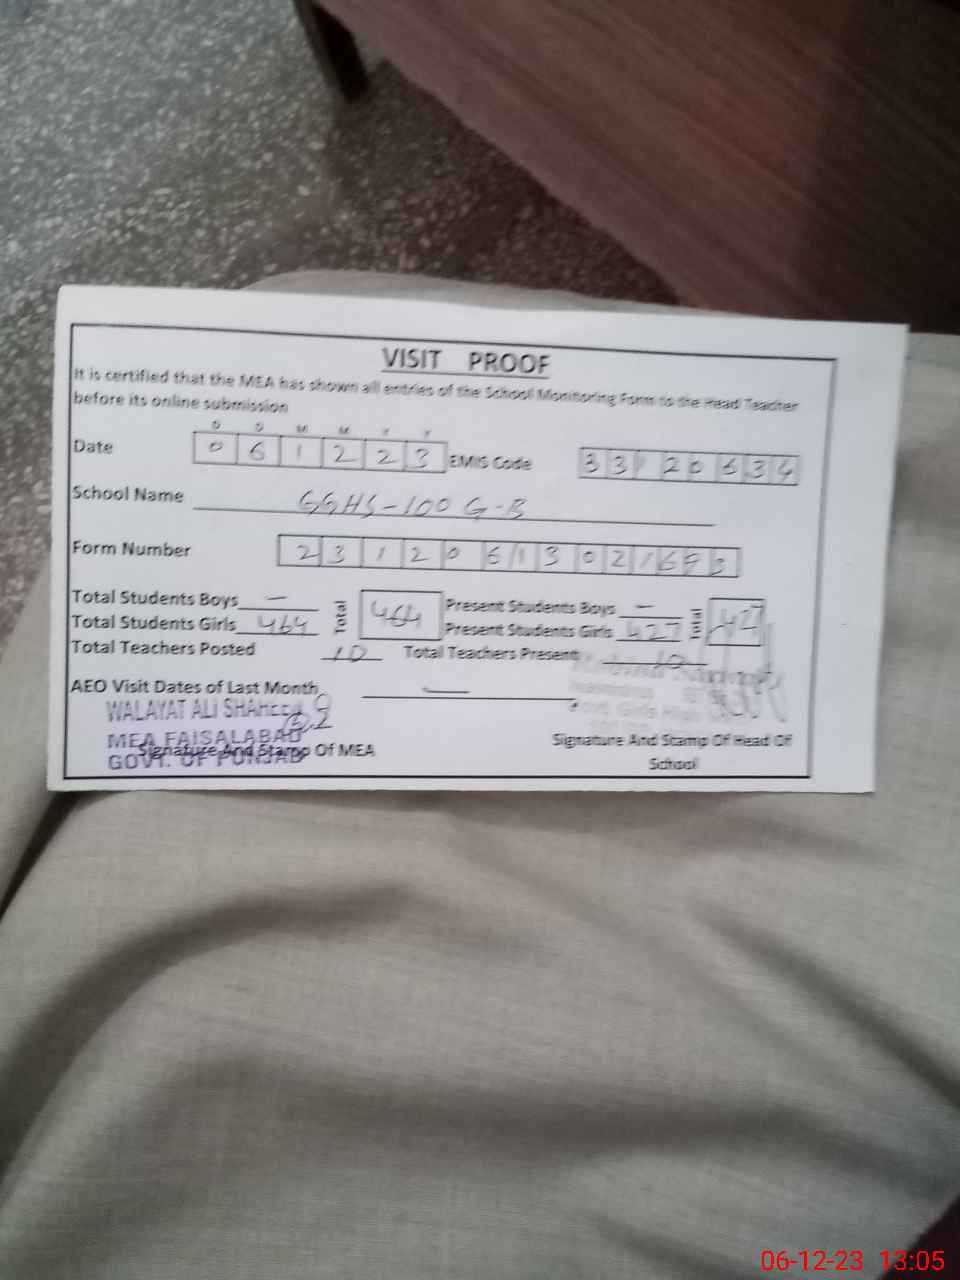 VISIT PROOF
It is certified that the MEA has shown all entries of the School Monitoring Form to the Head Teacher
before its online submission
D D M M Y Y
Date 0 6 1 2 2 3 EMIS Code 3 3 1 2 0 6 3 4
School Name GGHS-100 G-B
Form Number 2 3 1 2 0 6 1 3 0 2 1 6 9 3
Total Students Boys — Total 464 Present Students Boys — Total 427
Total Students Girls 464 Present Students Girls 427
Total Teachers Posted 10 Total Teachers Present 10
AEO Visit Dates of Last Month —
WALAYAT ALI
MEA FAISALABAD
GOVT. OF PUNJAB
Signature And Stamp Of MEA
Govt. Girls High
Signature And Stamp Of Head Of
School
06-12-23 13:05